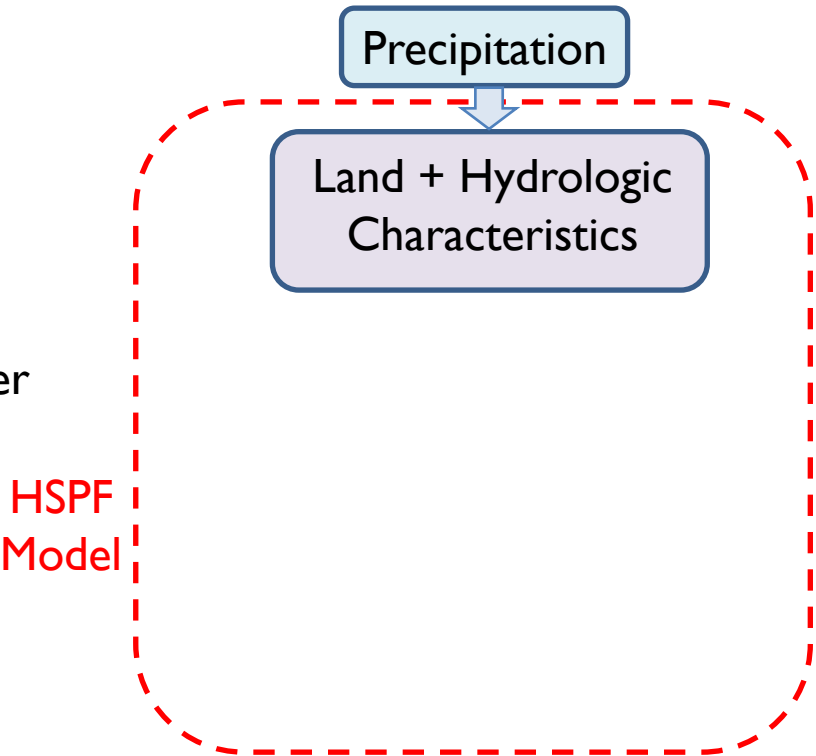 Precipitation
Land + Hydrologic
Characteristics
er
HSPF
Model